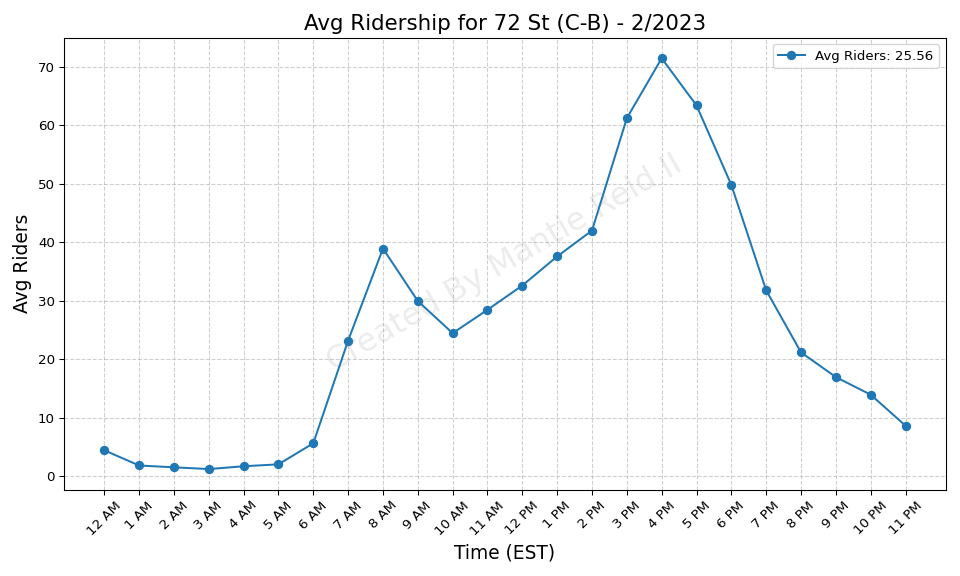 Avg Ridership for 72 St (C-B) - 2/2023
Avg Riders: 25.56
70
60
50
40
30
20
10
0
Avg Riders
Created By Mantie Reid II
12 AM
1 AM
2 AM
3 AM
4 AM
5 AM
6 AM
7 AM
8 AM
9 AM
10 AM
11 AM
12 PM
1 PM
2 PM
3 PM
4 PM
5 PM
6 PM
7 PM
8 PM
9 PM
10 PM
11 PM
Time (EST)